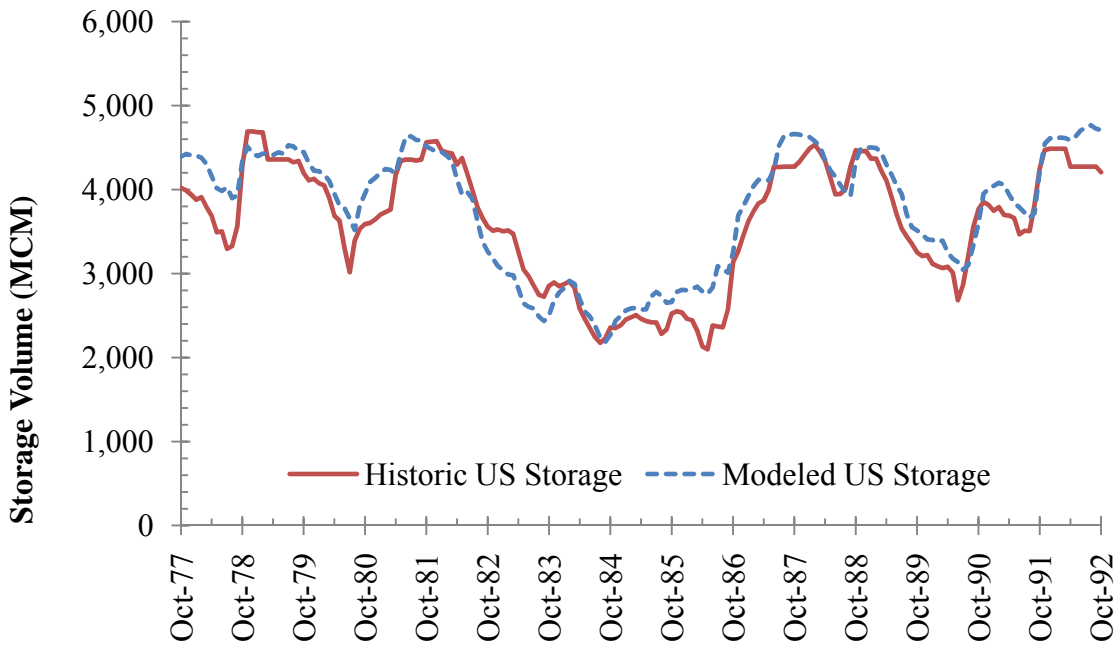 Storage Volume (MCM)
6,000
5,000
4,000
3,000
2,000
1,000
0
Historic US Storage
Modeled US Storage
Oct-77
Oct-78
Oct-79
Oct-80
Oct-81
Oct-82
Oct-83
Oct-84
Oct-85
Oct-86
Oct-87
Oct-88
Oct-89
Oct-90
Oct-91
Oct-92